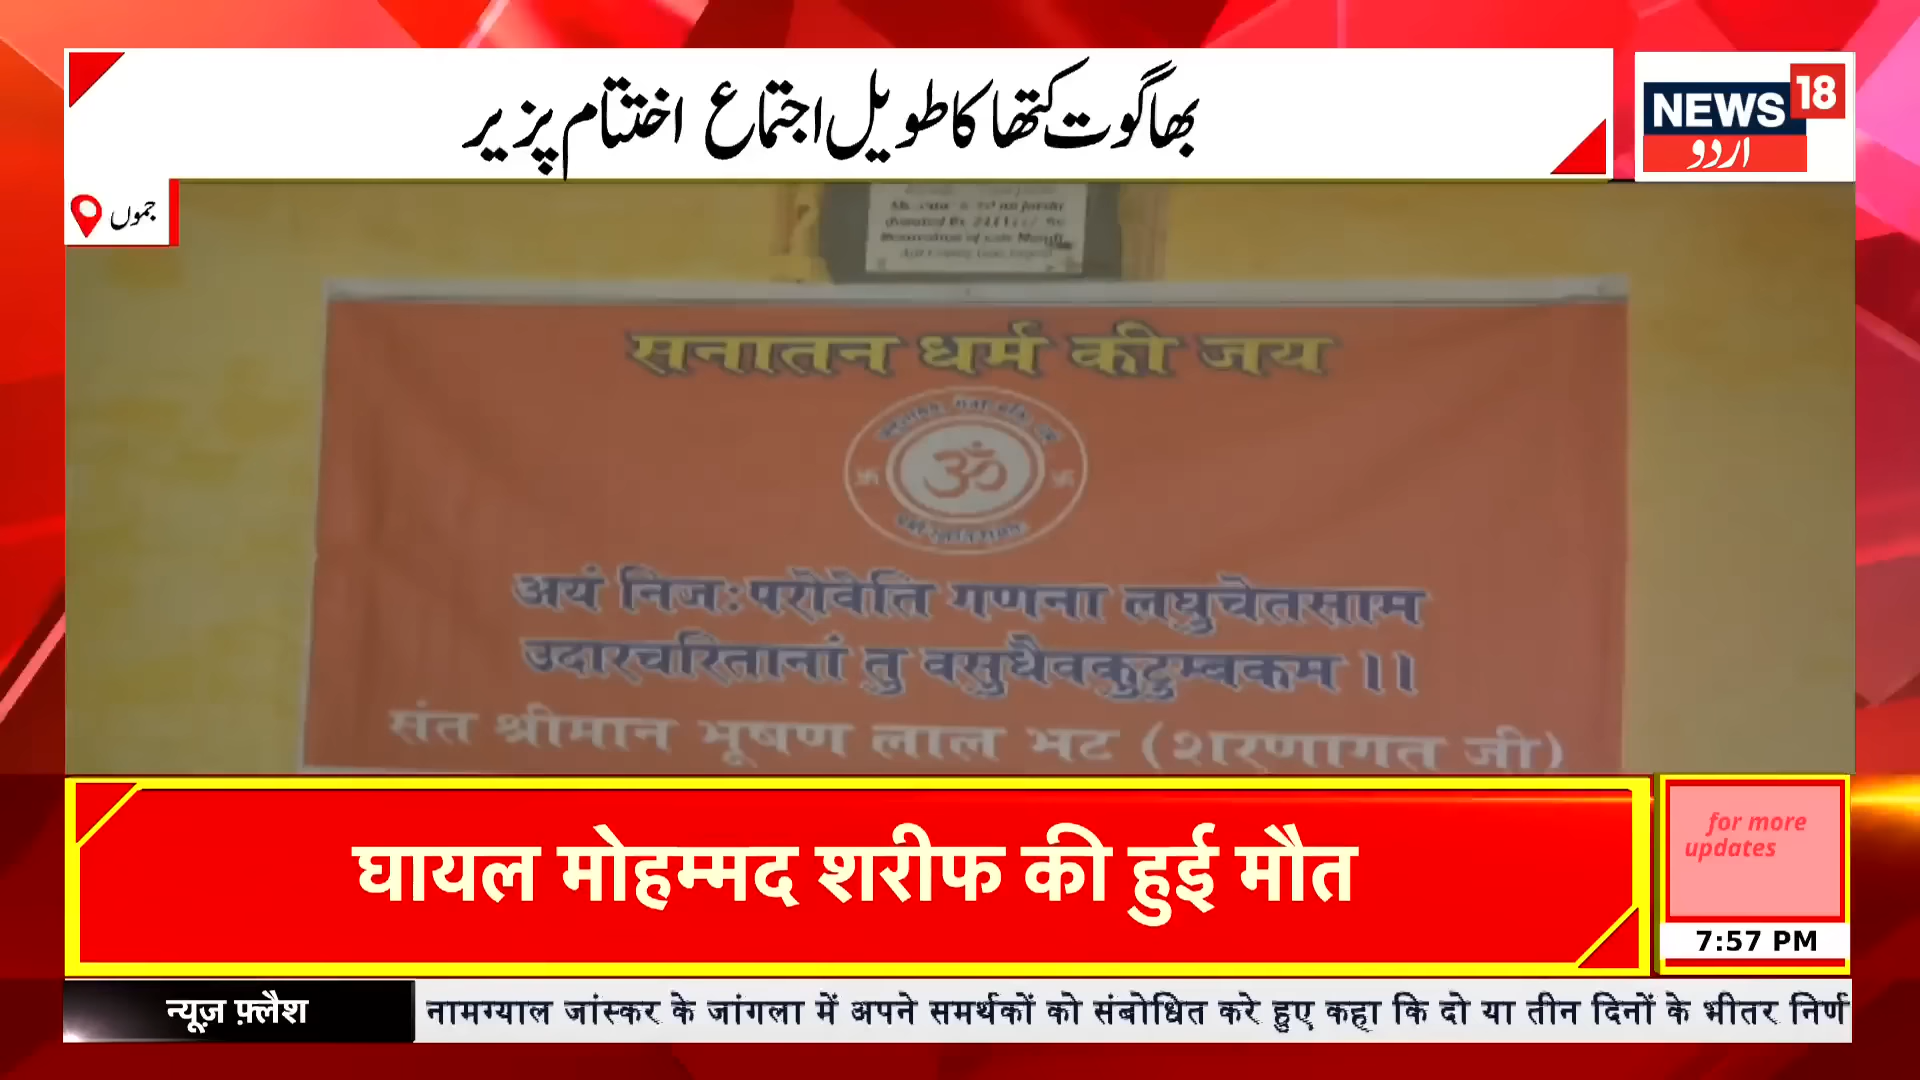 بھاگوت کتھا کا طویل اجتماع اختتام پزیر
NEWS 18
اردو
جموں
सनातन धर्म की जय
ॐ
अयं निज:परोवेति गणना लघुचेतसाम
उदारचरितानां तु वसुधैवकुटुम्बकम ।।
संत श्रीमान भूषण लाल भट (शरणागत जी)
घायल मोहम्मद शरीफ की हुई मौत
for more
updates
7:57 PM
न्यूज़ फ़्लैश
नामग्याल जांस्कर के जांगला में अपने समर्थकों को संबोधित करे हुए कहा कि दो या तीन दिनों के भीतर निर्ण